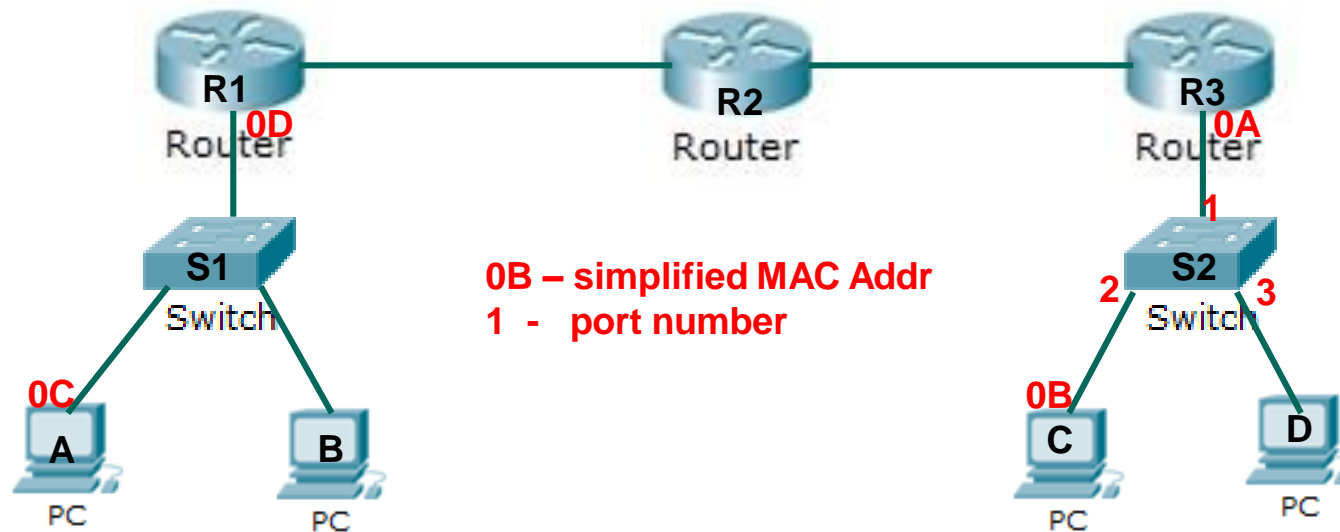 R1
R2
R3
0D
0A
Router
Router
Router
1
S1
S2
0B – simplified MAC Addr
2
3
Switch
1 - port number
Switch
0C
0B
A
B
C
D
PC
PC
PC
PC